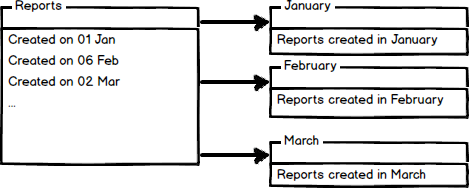 Reports
Created on 01 Jan
Created on 06 Feb
Created on 02 Mar
...
January
Reports created in January
February
Reports created in February
March
Reports created in March